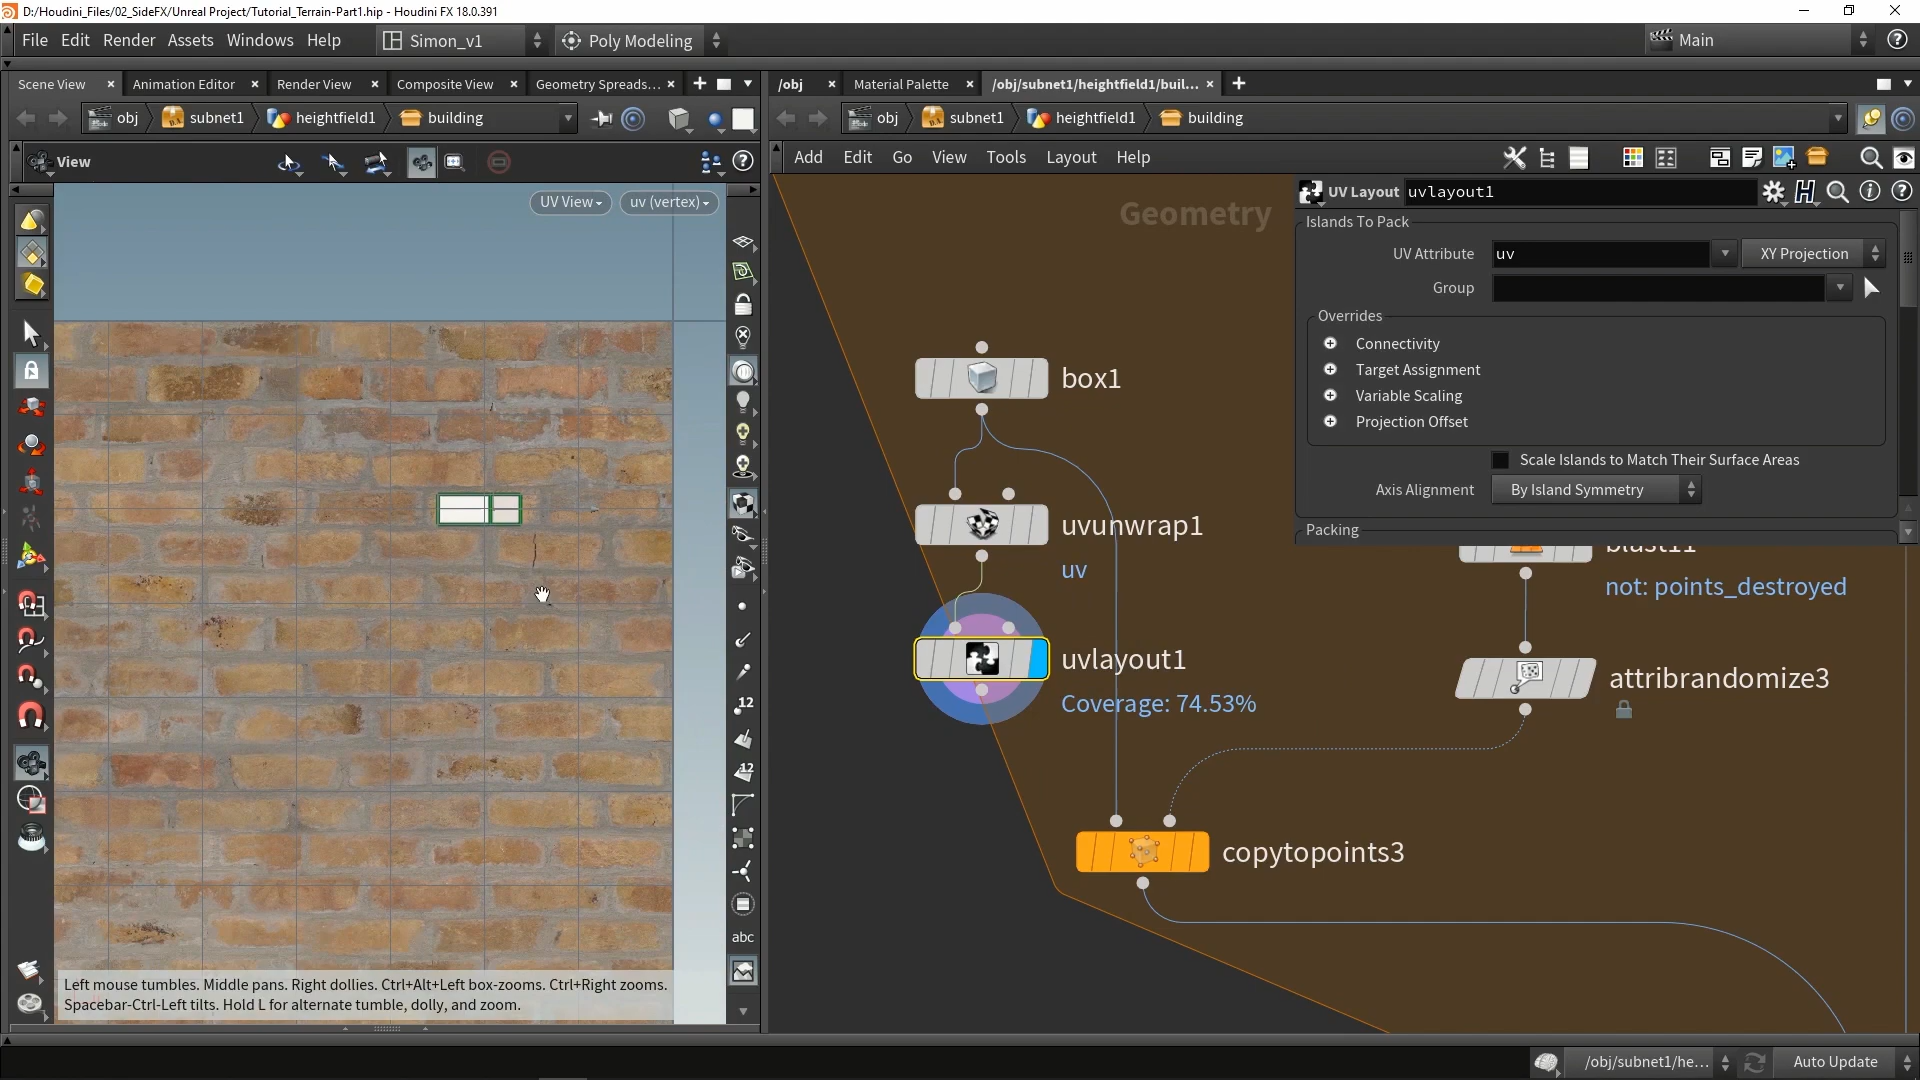 D:/Houdini_Files/02_SideFX/Unreal Project/Tutorial_Terrain-Part1.hip - Houdini FX 18.0.391
File Edit Render Assets Windows Help
Simon_v1
Poly Modeling
Main
Scene View
Animation Editor
Render View
Composite View
Geometry Spreads...
/obj
Material Palette
/obj/subnet1/heightfield1/buil...
obj
subnet1
heightfield1
building
obj
subnet1
heightfield1
building
View
Add Edit Go View Tools Layout Help
UV View
uv (vertex)
Geometry
UV Layout
uvlayout1
Islands To Pack
UV Attribute
uv
XY Projection
Group
Overrides
Connectivity
Target Assignment
Variable Scaling
Projection Offset
Scale Islands to Match Their Surface Areas
Axis Alignment
By Island Symmetry
Packing
box1
uvunwrap1
uv
not: points_destroyed
uvlayout1
Coverage: 74.53%
attribrandomize3
copytopoints3
12
12
abc
Left mouse tumbles. Middle pans. Right dollies. Ctrl+Alt+Left box-zooms. Ctrl+Right zooms.
Spacebar-Ctrl-Left tilts. Hold L for alternate tumble, dolly, and zoom.
/obj/subnet1/he...
Auto Update